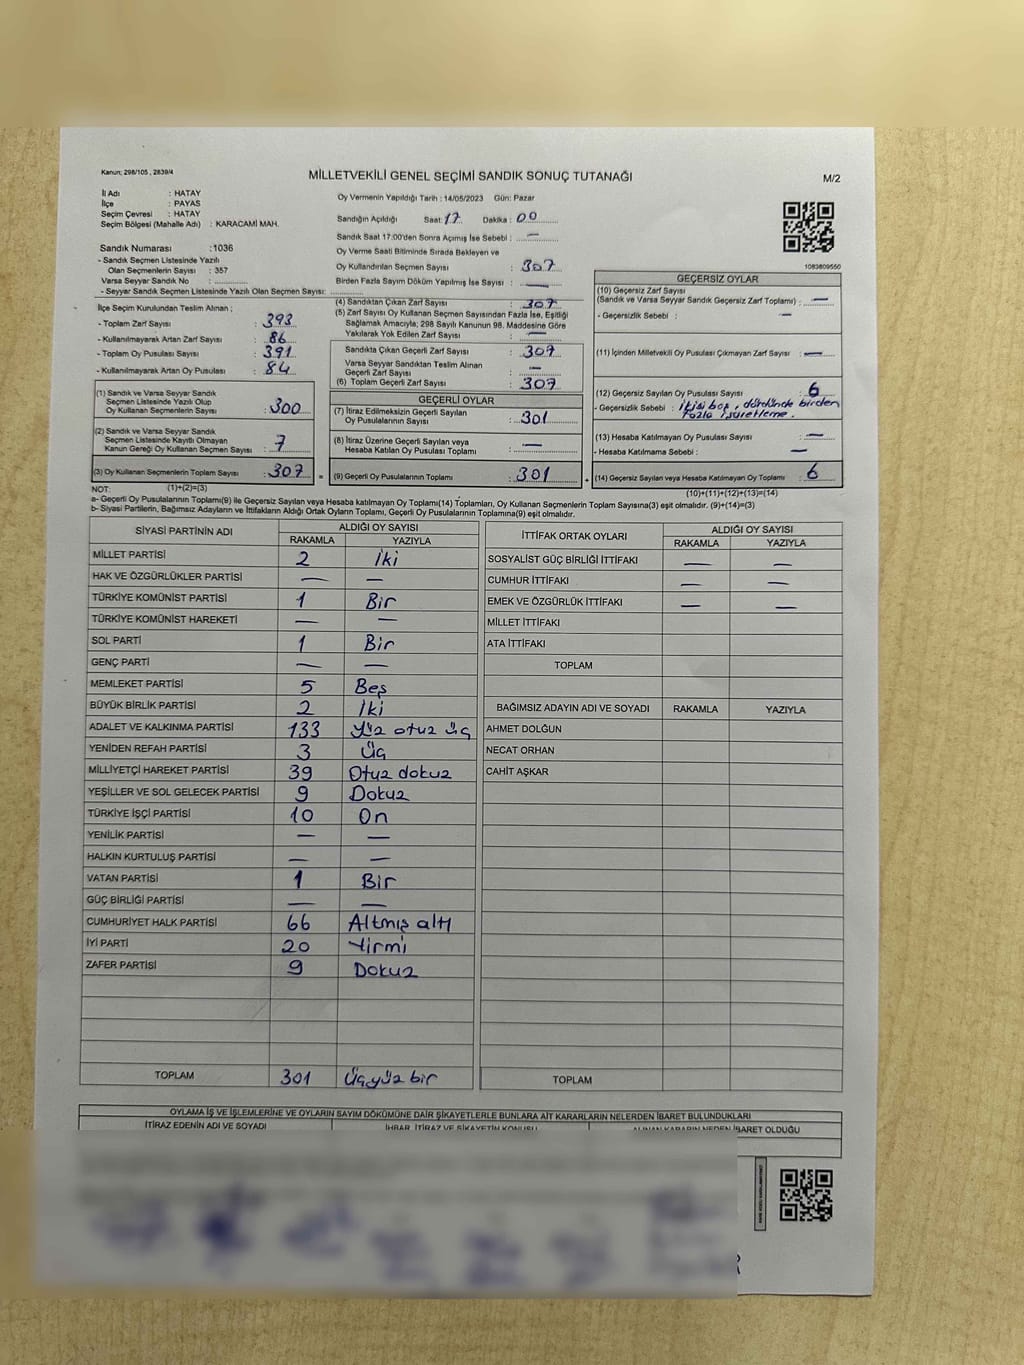 Kanun; 298/105 , 2839/4
MİLLETVEKİLİ GENEL SEÇİMİ SANDIK SONUÇ TUTANAĞI
M/2
İl Adı : HATAY
İlçe : PAYAS
Seçim Çevresi : HATAY
Seçim Bölgesi (Mahalle Adı) : KARACAMİ MAH.
Sandık Numarası :1036
- Sandık Seçmen Listesinde Yazılı
Olan Seçmenlerin Sayısı : 357
Varsa Seyyar Sandık No :
- Seyyar Sandık Seçmen Listesinde Yazılı Olan Seçmen Sayısı:
Oy Vermenin Yapıldığı Tarih : 14/05/2023 Gün: Pazar
Sandığın Açıldığı Saat: 17 Dakika : 00
Sandık Saat 17:00'den Sonra Açımış İse Sebebi : —
Oy Verme Saati Bitiminde Sırada Bekleyen ve
Oy Kullandırılan Seçmen Sayısı : 307
Birden Fazla Sayım Döküm Yapılmış İse Sayısı : —
1083809550
İlçe Seçim Kurulundan Teslim Alınan ;
- Toplam Zarf Sayısı : 393
- Kullanılmayarak Artan Zarf Sayısı : 86
- Toplam Oy Pusulası Sayısı : 391
- Kullanılmayarak Artan Oy Pusulası : 84
(1) Sandık ve Varsa Seyyar Sandık
Seçmen Listesinde Yazılı Olup
Oy Kullanan Seçmenlerin Sayısı : 300
(2) Sandık ve Varsa Seyyar Sandık
Seçmen Listesinde Kayıtlı Olmayan
Kanun Gereği Oy Kullanan Seçmen Sayısı : 7
(3) Oy Kullanan Seçmenlerin Toplam Sayısı : 307
(4) Sandıktan Çıkan Zarf Sayısı : 307
(5) Zarf Sayısı Oy Kullanan Seçmen Sayısından Fazla İse, Eşitliği
Sağlamak Amacıyla; 298 Sayılı Kanunun 98. Maddesine Göre
Yakılarak Yok Edilen Zarf Sayısı : —
Sandıkta Çıkan Geçerli Zarf Sayısı : 307
Varsa Seyyar Sandıktan Teslim Alınan
Geçerli Zarf Sayısı : —
(6) Toplam Geçerli Zarf Sayısı : 307
GEÇERLİ OYLAR
(7) İtiraz Edilmeksizin Geçerli Sayılan
Oy Pusulalarının Sayısı : 301
(8) İtiraz Üzerine Geçerli Sayılan veya
Hesaba Katılan Oy Pusulaları Toplamı : —
= (9) Geçerli Oy Pusulalarının Toplamı : 301
GEÇERSİZ OYLAR
(10) Geçersiz Zarf Sayısı
(Sandık ve Varsa Seyyar Sandık Geçersiz Zarf Toplamı) : —
- Geçersizlik Sebebi : —
(11) İçinden Milletvekili Oy Pusulası Çıkmayan Zarf Sayısı : —
(12) Geçersiz Sayılan Oy Pusulası Sayısı : 6
- Geçersizlik Sebebi : ikisi boş, dördünde birden
fazla işaretleme.
(13) Hesaba Katılmayan Oy Pusulası Sayısı : —
- Hesaba Katılmama Sebebi : —
+ (14) Geçersiz Sayılan veya Hesaba Katılmayan Oy Toplamı : 6
NOT: (1)+(2)=(3)
(10)+(11)+(12)+(13)=(14)
a- Geçerli Oy Pusulalarının Toplamı(9) ile Geçersiz Sayılan veya Hesaba katılmayan Oy Toplamı(14) Toplamları, Oy Kullanan Seçmenlerin Toplam Sayısına(3) eşit olmalıdır. (9)+(14)=(3)
b- Siyasi Partilerin, Bağımsız Adayların ve İttifakların Aldığı Ortak Oyların Toplamı, Geçerli Oy Pusulalarının Toplamına(9) eşit olmalıdır.
SİYASİ PARTİNİN ADI ALDIĞI OY SAYISI
RAKAMLA YAZIYLA
MİLLET PARTİSİ 2 İki
HAK VE ÖZGÜRLÜKLER PARTİSİ — —
TÜRKİYE KOMÜNİST PARTİSİ 1 Bir
TÜRKİYE KOMÜNİST HAREKETİ — —
SOL PARTİ 1 Bir
GENÇ PARTİ — —
MEMLEKET PARTİSİ 5 Beş
BÜYÜK BİRLİK PARTİSİ 2 İki
ADALET VE KALKINMA PARTİSİ 133 Yüz otuz üç
YENİDEN REFAH PARTİSİ 3 Üç
MİLLİYETÇİ HAREKET PARTİSİ 39 Otuz dokuz
YEŞİLLER VE SOL GELECEK PARTİSİ 9 Dokuz
TÜRKİYE İŞÇİ PARTİSİ 10 On
YENİLİK PARTİSİ — —
HALKIN KURTULUŞ PARTİSİ — —
VATAN PARTİSİ 1 Bir
GÜÇ BİRLİĞİ PARTİSİ — —
CUMHURİYET HALK PARTİSİ 66 Altmış altı
İYİ PARTİ 20 Yirmi
ZAFER PARTİSİ 9 Dokuz
TOPLAM 301 Üçyüz bir
İTTİFAK ORTAK OYLARI ALDIĞI OY SAYISI
RAKAMLA YAZIYLA
SOSYALİST GÜÇ BİRLİĞİ İTTİFAKI — —
CUMHUR İTTİFAKI — —
EMEK VE ÖZGÜRLÜK İTTİFAKI — —
MİLLET İTTİFAKI
ATA İTTİFAKI
TOPLAM
BAĞIMSIZ ADAYIN ADI VE SOYADI RAKAMLA YAZIYLA
AHMET DOLĞUN
NECAT ORHAN
CAHİT AŞKAR
TOPLAM
OYLAMA İŞ VE İŞLEMLERİNE VE OYLARIN SAYIM DÖKÜMÜNE DAİR ŞİKAYETLERLE BUNLARA AİT KARARLARIN NELERDEN İBARET BULUNDUKLARI
İTİRAZ EDENİN ADI VE SOYADI İHBAR, İTİRAZ VE ŞİKAYETİN KONUSU ALINAN KARARIN NEDEN İBARET OLDUĞU